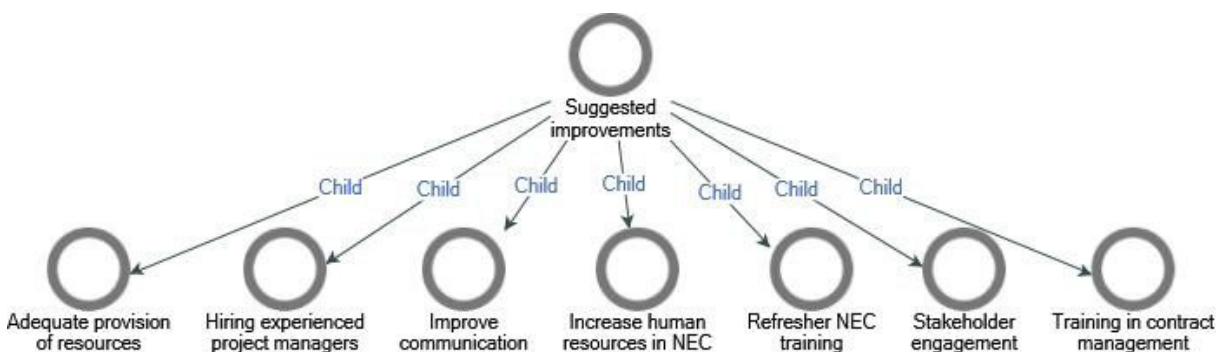 Suggested
improvements
Child
Child
Child
Child
Child
Child
Child
Adequate provision
of resources
Hiring experienced
project managers
Improve
communication
Increase human
resources in NEC
Refresher NEC
training
Stakeholder
engagement
Training in contract
management